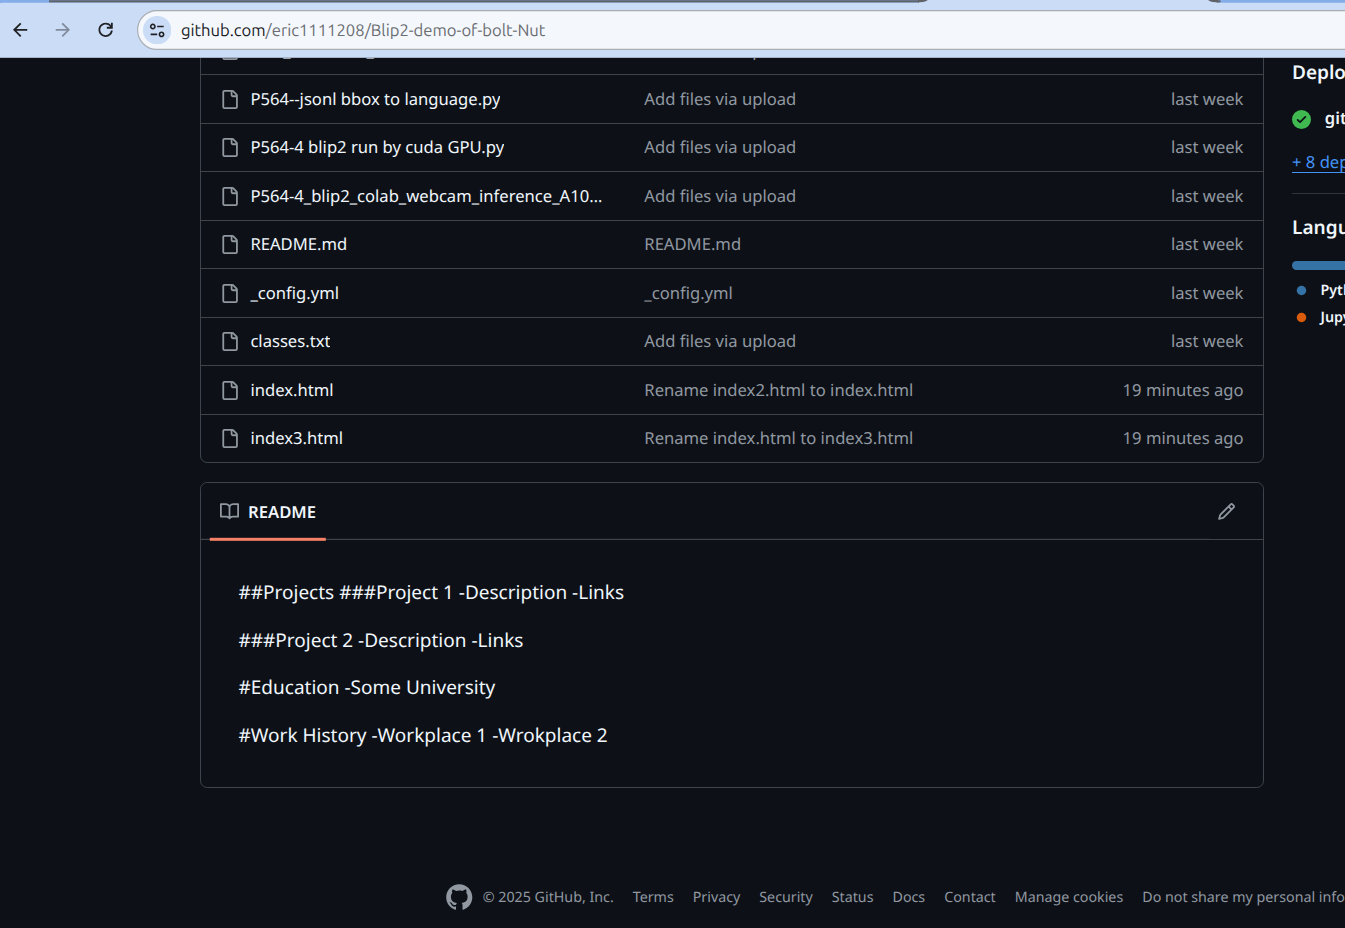 github.com/eric1111208/Blip2-demo-of-bolt-Nut
Deplo
P564--jsonl bbox to language.py Add files via upload last week
git
P564-4 blip2 run by cuda GPU.py Add files via upload last week
+ 8 dep
P564-4_blip2_colab_webcam_inference_A10... Add files via upload last week
README.md README.md last week
Langu
_config.yml _config.yml last week
Pyt
Jupy
classes.txt Add files via upload last week
index.html Rename index2.html to index.html 19 minutes ago
index3.html Rename index.html to index3.html 19 minutes ago
README
##Projects ###Project 1 -Description -Links
###Project 2 -Description -Links
#Education -Some University
#Work History -Workplace 1 -Wrokplace 2
© 2025 GitHub, Inc. Terms Privacy Security Status Docs Contact Manage cookies Do not share my personal info